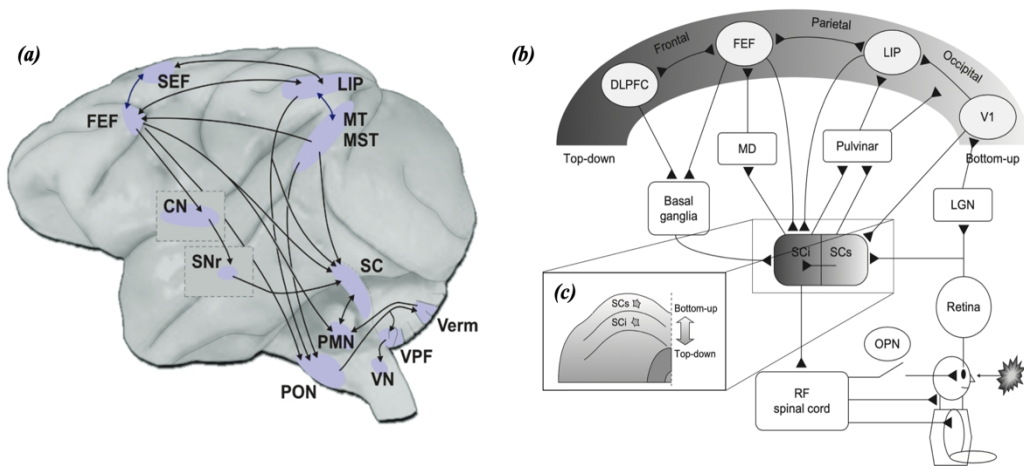 (a)
SEF
LIP
FEF
MT
MST
CN
SNr
SC
PMN
Verm
VPF
VN
PON
(b)
Frontal
Parietal
Occipital
DLPFC
FEF
LIP
V1
Top-down
Bottom-up
MD
Pulvinar
Basal
ganglia
LGN
SCi
SCs
Retina
OPN
RF
spinal cord
(c)
SCs
SCi
Bottom-up
Top-down